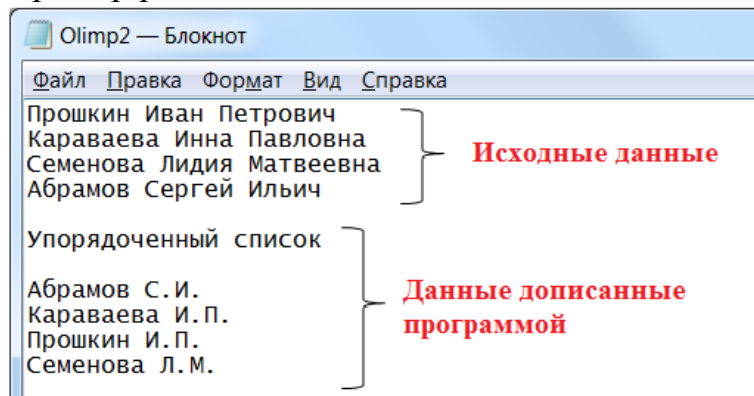 Olimp2 — Блокнот
Файл Правка Формат Вид Справка
Прошкин Иван Петрович
Караваева Инна Павловна
Семенова Лидия Матвеевна
Абрамов Сергей Ильич
Исходные данные
Упорядоченный список
Абрамов С.И.
Караваева И.П.
Прошкин И.П.
Семенова Л.М.
Данные дописанные
программой